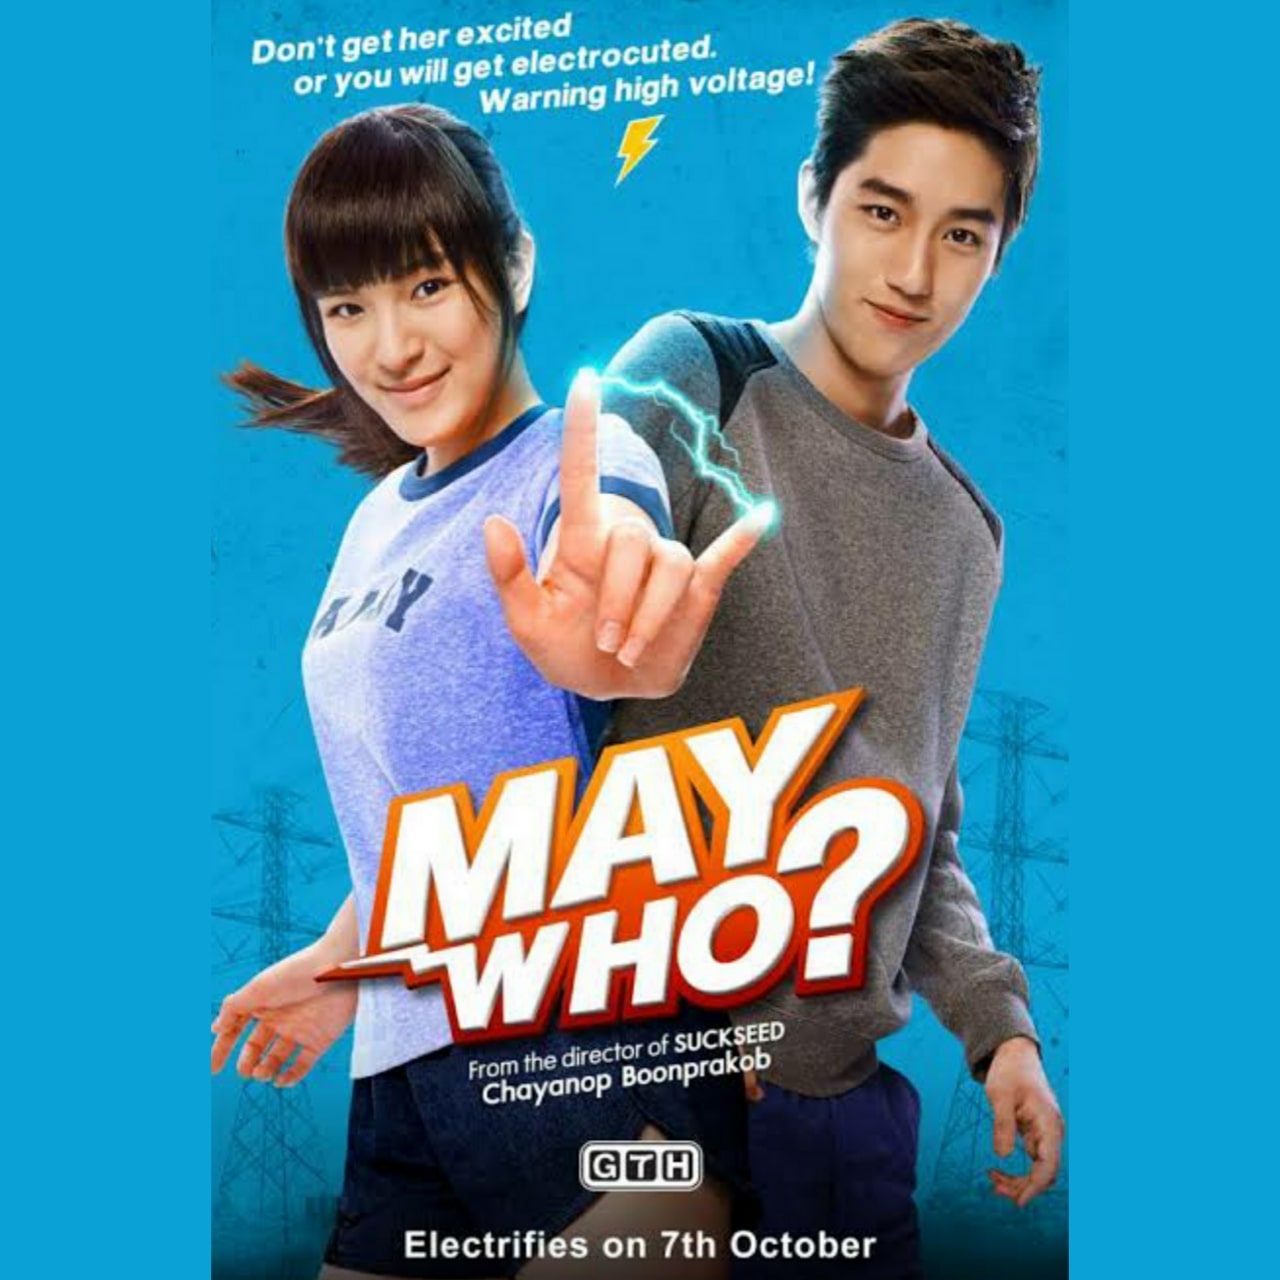 Don't get her excited
or you will get electrocuted.
Warning high voltage!
MAY
WHO?
From the director of SUCKSEED
Chayanop Boonprakob
GTH
Electrifies on 7th October